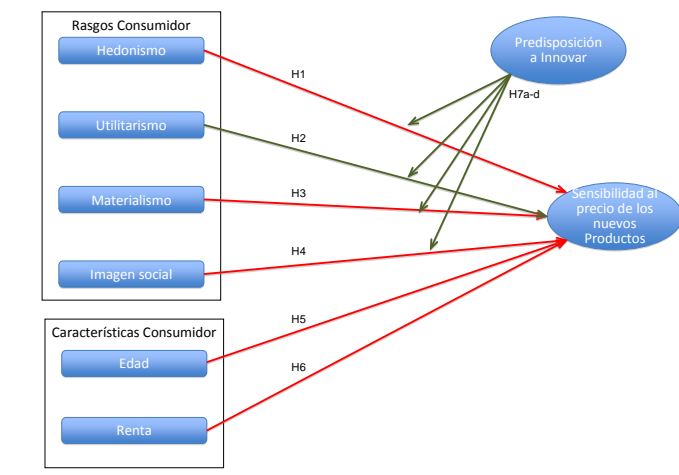 Rasgos Consumidor
Hedonismo
Utilitarismo
Materialismo
Imagen social
Características Consumidor
Edad
Renta
H1
H2
H3
H4
H5
H6
Predisposición
a Innovar
H7a-d
Sensibilidad al
precio de los
nuevos
Productos